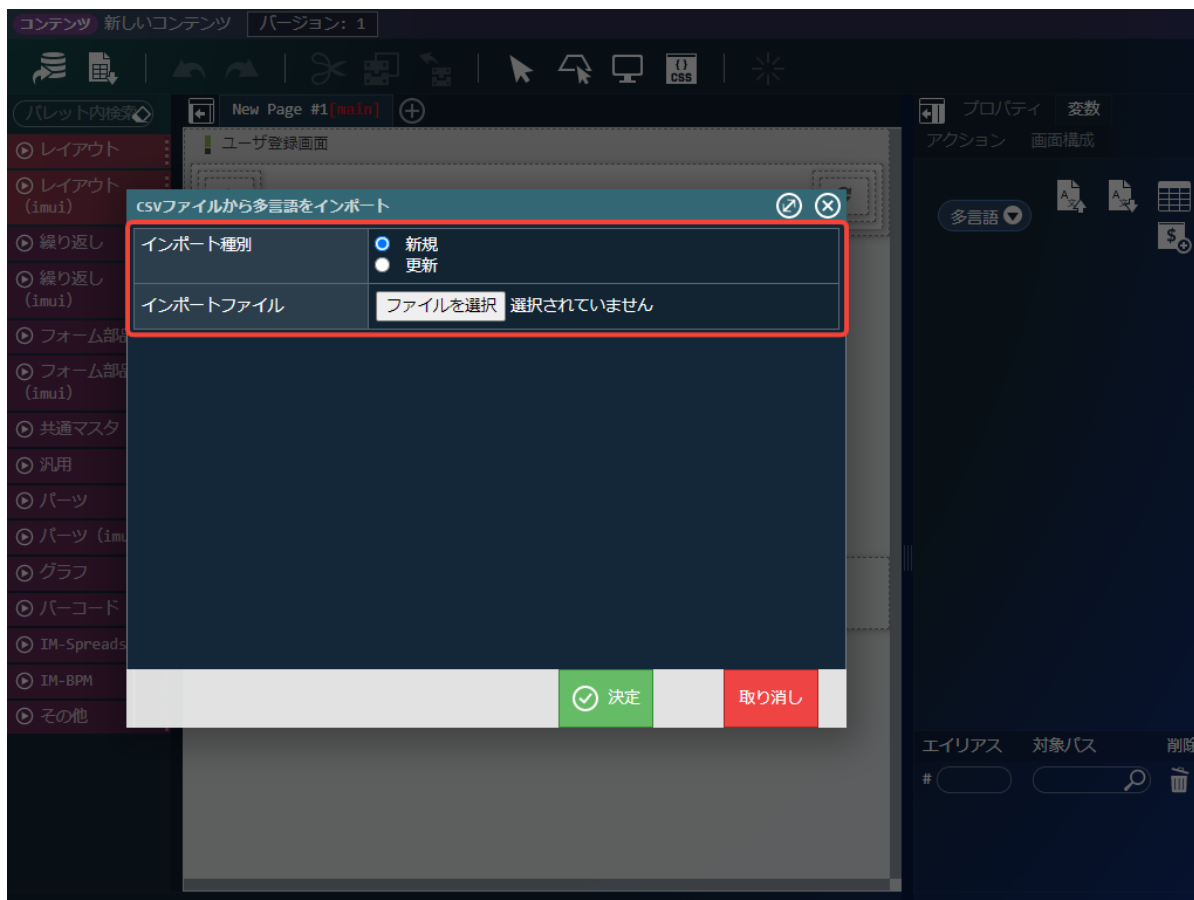 コンテンツ 新しいコンテンツ バージョン: 1
{} CSS
パレット内検索
New Page #1[main]
プロパティ 変数
アクション 画面構成
レイアウト
レイアウト
(imui)
繰り返し
繰り返し
(imui)
フォーム部品
フォーム部品
(imui)
共通マスタ
汎用
パーツ
パーツ (imu
グラフ
バーコード
IM-Spreads
IM-BPM
その他
ユーザ登録画面
CSVファイルから多言語をインポート
インポート種別
新規
更新
インポートファイル
ファイルを選択 選択されていません
決定
取り消し
多言語
エイリアス 対象パス 削除
#